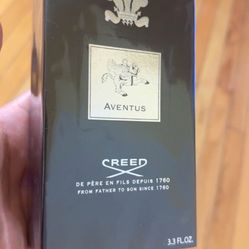 AVENTUS
CREED
DE PÈRE EN FILS DEPUIS 1760
FROM FATHER TO SON SINCE 1760
3.3 FL.OZ.